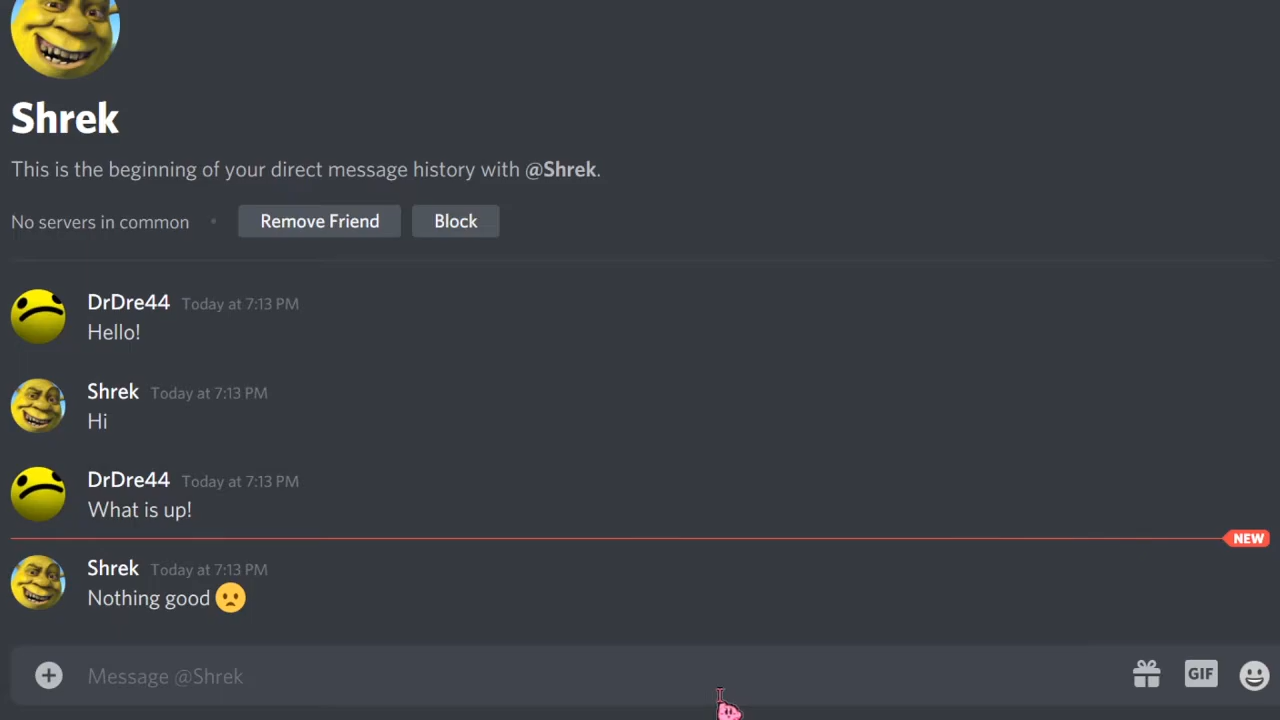 Shrek
This is the beginning of your direct message history with @Shrek.
No servers in common • Remove Friend Block
DrDre44 Today at 7:13 PM
Hello!
Shrek Today at 7:13 PM
Hi
DrDre44 Today at 7:13 PM
What is up!
NEW
Shrek Today at 7:13 PM
Nothing good 🙁
Message @Shrek GIF